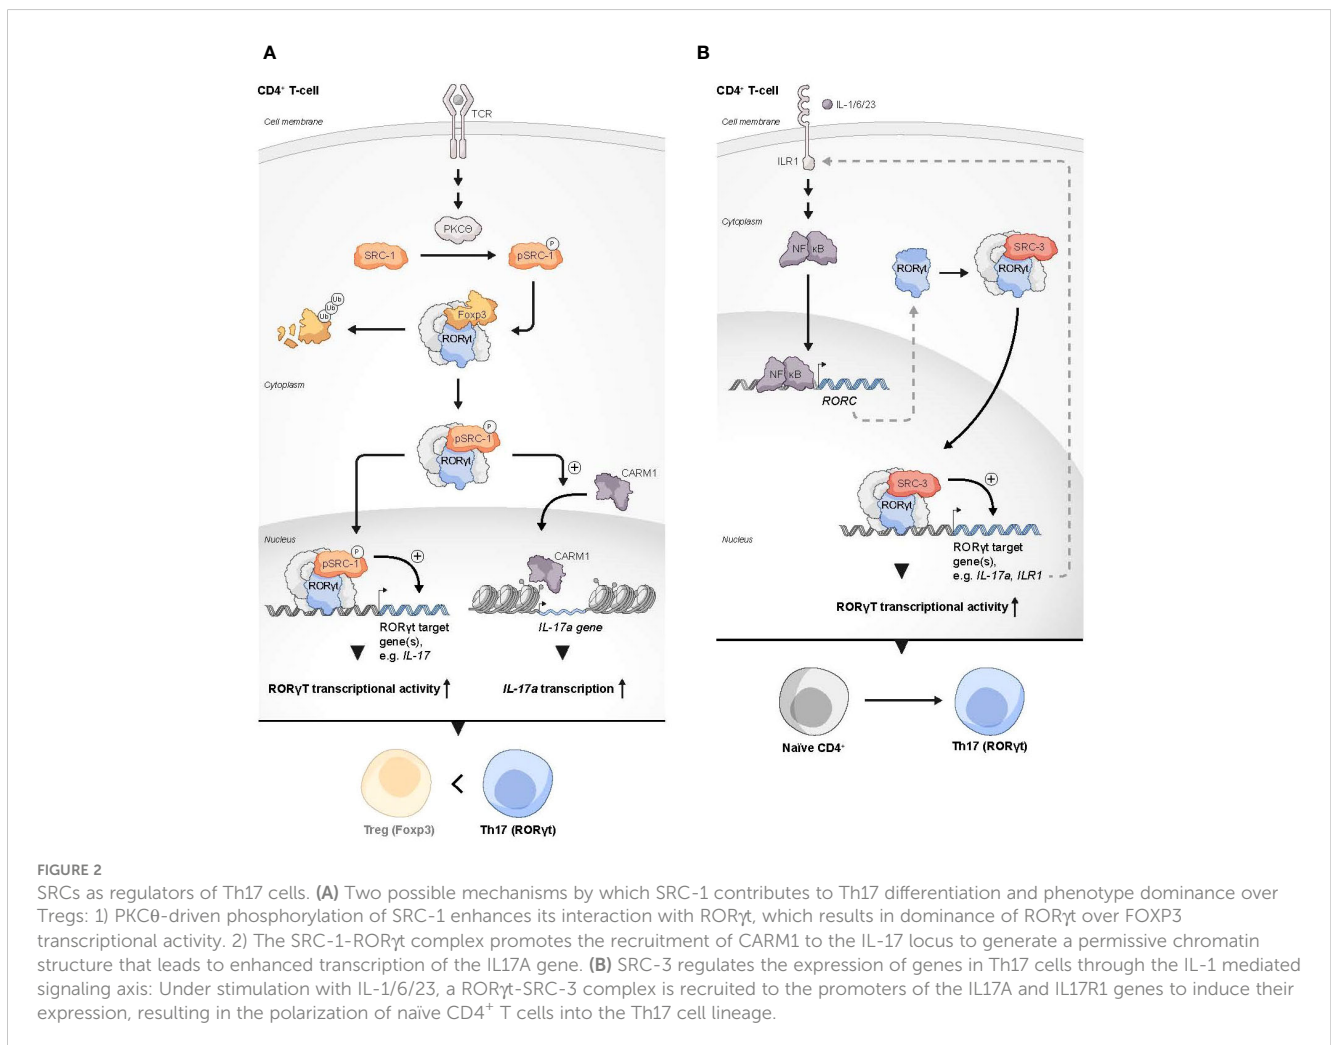 A
CD4⁺ T-cell
TCR
Cell membrane
PKCΘ
SRC-1
pSRC-1
P
Ub
Ub
Ub
Foxp3
RORγt
Cytoplasm
P
pSRC-1
RORγt
+
CARM1
Nucleus
P
pSRC-1
+
RORγt
CARM1
RORγt target
gene(s),
e.g. IL-17
IL-17a gene
RORγT transcriptional activity
IL-17a transcription
<
Treg (Foxp3)
Th17 (RORγt)
B
CD4⁺ T-cell
IL-1/6/23
Cell membrane
ILR1
Cytoplasm
NF κB
RORγt
SRC-3
RORγt
NF κB
RORC
SRC-3
+
RORγt
Nucleus
RORγt target
gene(s),
e.g. IL-17a, ILR1
RORγT transcriptional activity
Naïve CD4⁺
Th17 (RORγt)
FIGURE 2
SRCs as regulators of Th17 cells. (A) Two possible mechanisms by which SRC-1 contributes to Th17 differentiation and phenotype dominance over
Tregs: 1) PKCθ-driven phosphorylation of SRC-1 enhances its interaction with RORγt, which results in dominance of RORγt over FOXP3
transcriptional activity. 2) The SRC-1-RORγt complex promotes the recruitment of CARM1 to the IL-17 locus to generate a permissive chromatin
structure that leads to enhanced transcription of the IL17A gene. (B) SRC-3 regulates the expression of genes in Th17 cells through the IL-1 mediated
signaling axis: Under stimulation with IL-1/6/23, a RORγt-SRC-3 complex is recruited to the promoters of the IL17A and IL17R1 genes to induce their
expression, resulting in the polarization of naïve CD4⁺ T cells into the Th17 cell lineage.